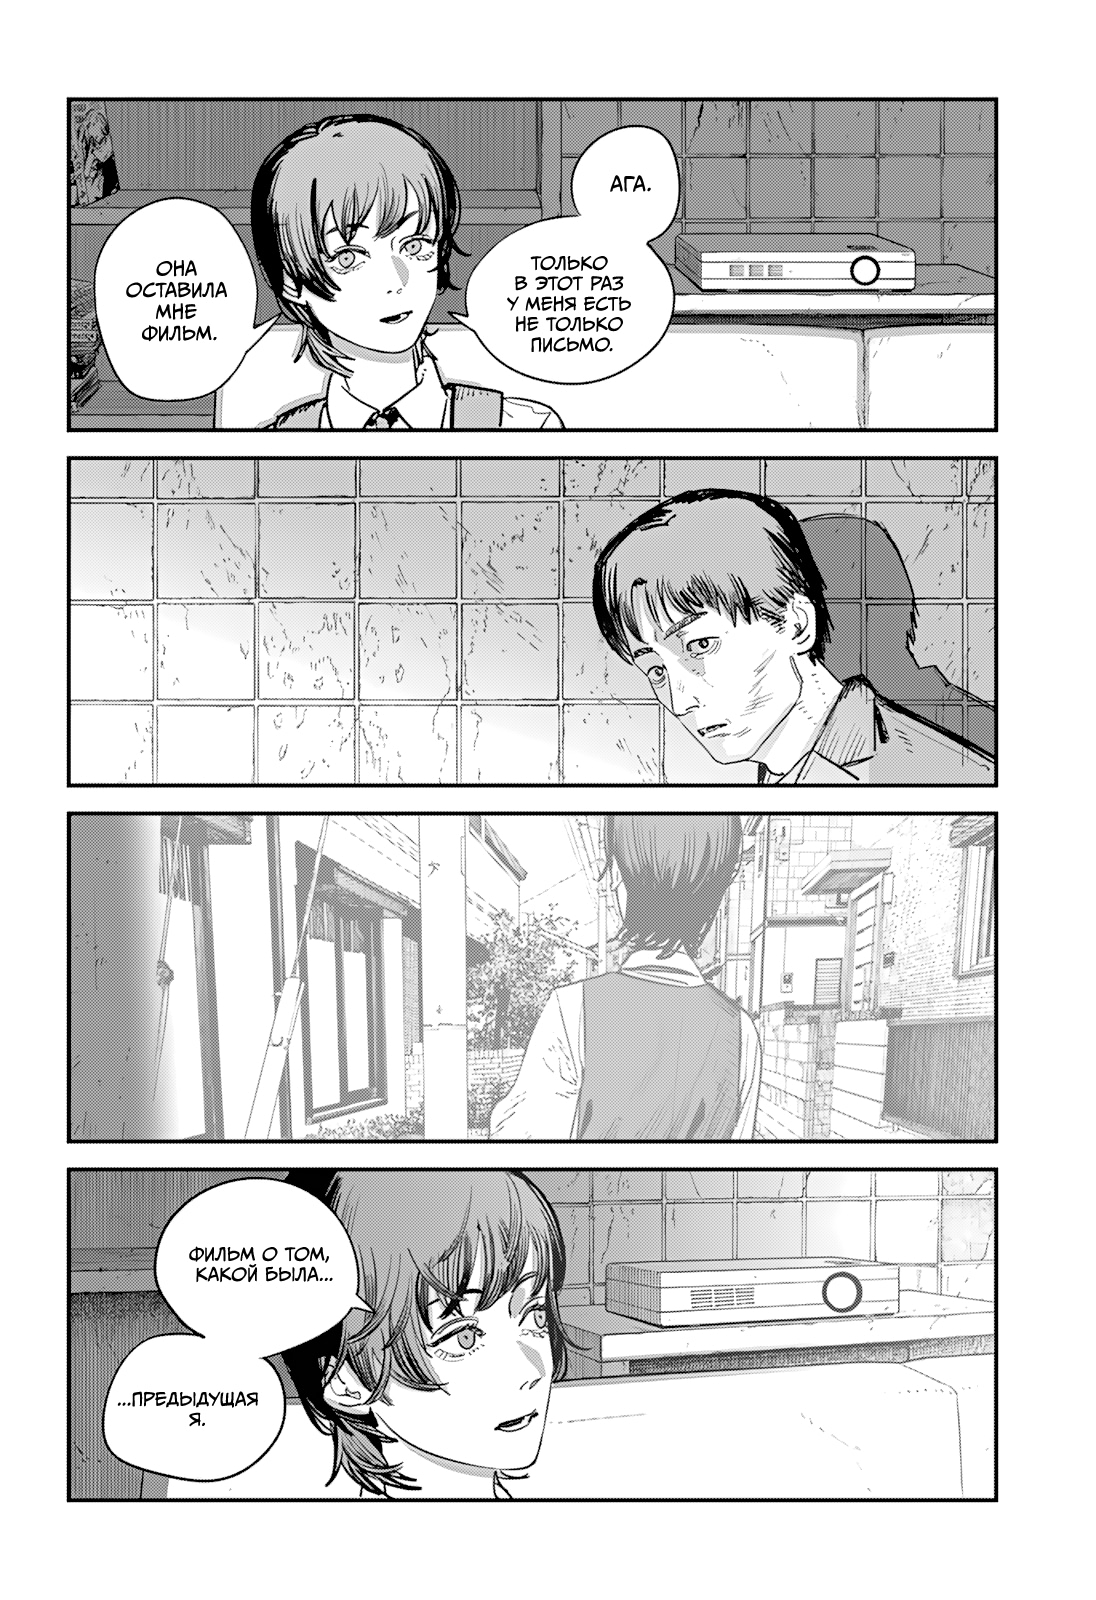 АГА.
ТОЛЬКО
В ЭТОТ РАЗ
У МЕНЯ ЕСТЬ
НЕ ТОЛЬКО
ПИСЬМО.
ОНА
ОСТАВИЛА
МНЕ
ФИЛЬМ.
ФИЛЬМ О ТОМ,
КАКОЙ БЫЛА...
...ПРЕДЫДУЩАЯ
Я.